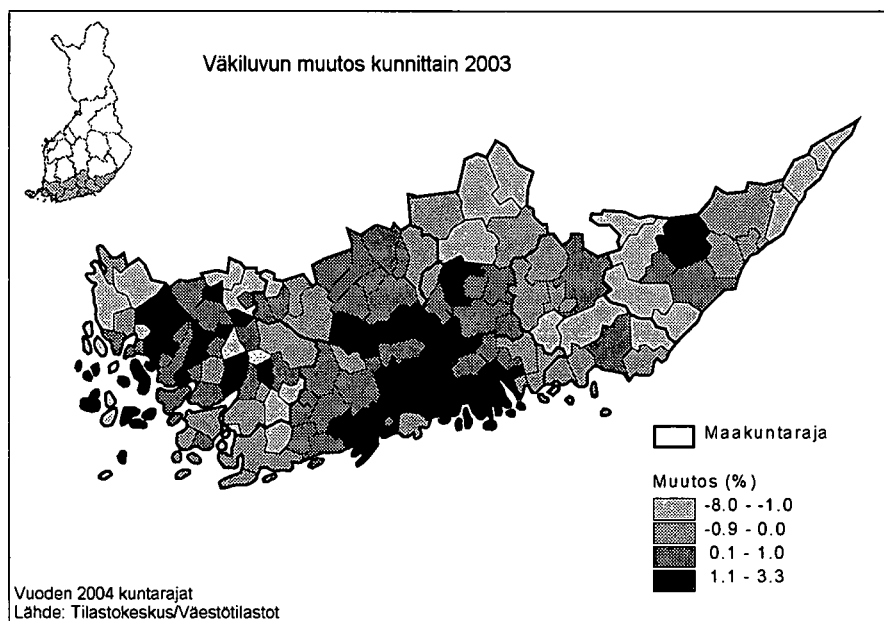 Väkiluvun muutos kunnittain 2003
Maakuntaraja
Muutos (%)
-8.0 - -1.0
-0.9 - 0.0
0.1 - 1.0
1.1 - 3.3
Vuoden 2004 kuntarajat
Lähde: Tilastokeskus/Väestötilastot